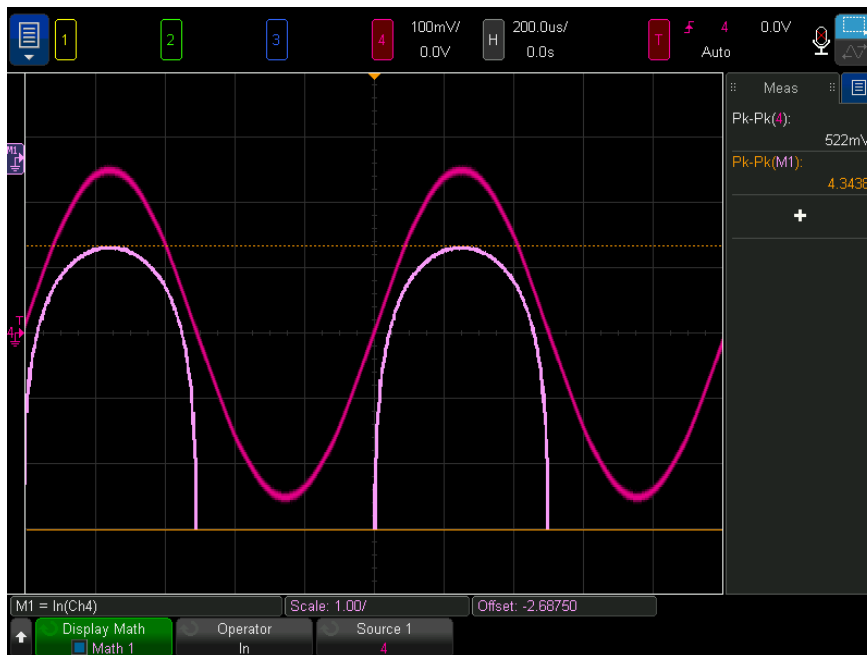 1 2 3 4 100mV/ 0.0V H 200.0us/ 0.0s T 4 0.0V Auto
Meas
Pk-Pk(4):
522mV
Pk-Pk(M1):
4.3438
+
M1
T
4
M1 = ln(Ch4) Scale: 1.00/ Offset: -2.68750
Display Math Operator Source 1
Math 1 ln 4